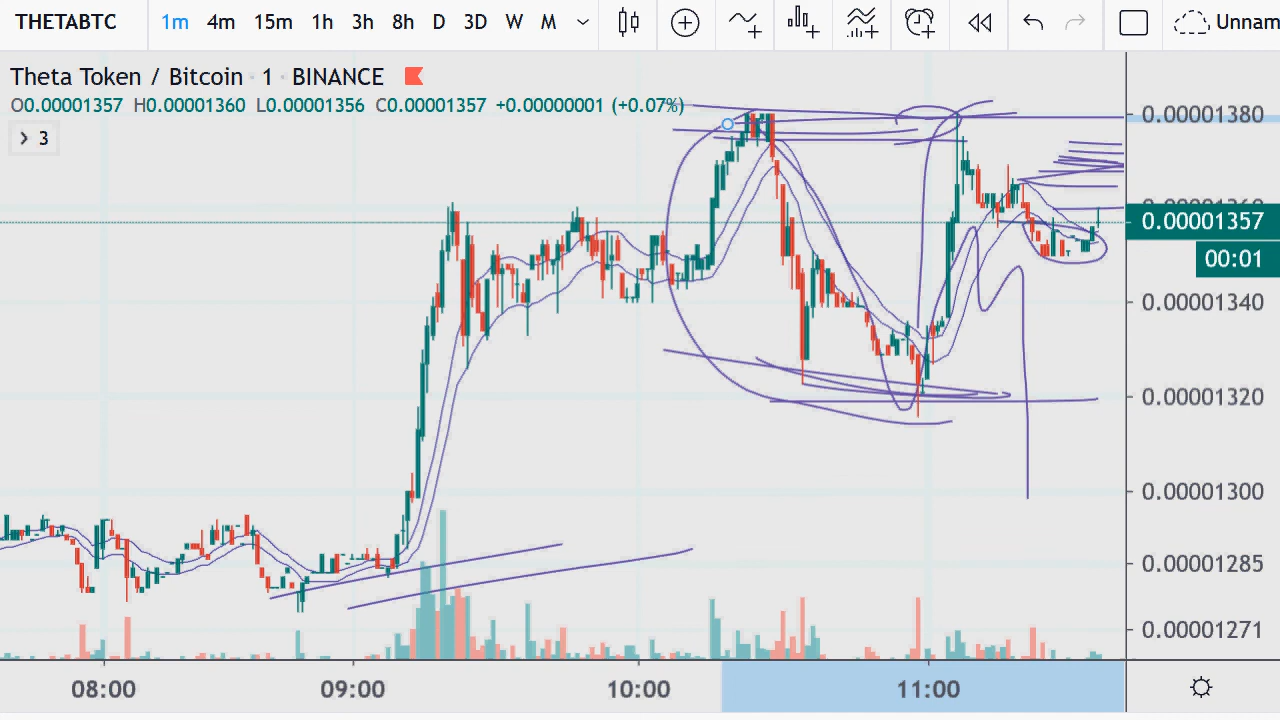 THETABTC 1m 4m 15m 1h 3h 8h D 3D W M Unnam
Theta Token / Bitcoin · 1 · BINANCE
O0.00001357 H0.00001360 L0.00001356 C0.00001357 +0.00000001 (+0.07%)
3
0.00001380
0.00001360
0.00001357
00:01
0.00001340
0.00001320
0.00001300
0.00001285
0.00001271
08:00 09:00 10:00 11:00